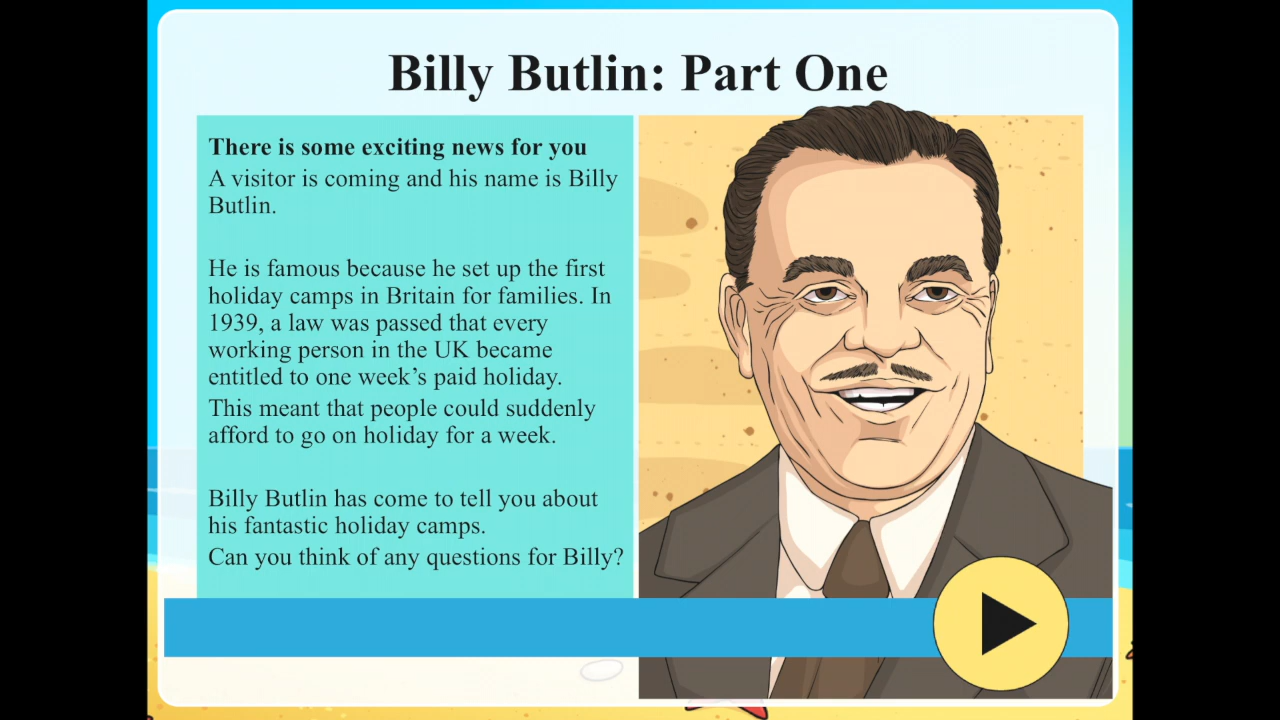 Billy Butlin: Part One
There is some exciting news for you
A visitor is coming and his name is Billy
Butlin.
He is famous because he set up the first
holiday camps in Britain for families. In
1939, a law was passed that every
working person in the UK became
entitled to one week’s paid holiday.
This meant that people could suddenly
afford to go on holiday for a week.
Billy Butlin has come to tell you about
his fantastic holiday camps.
Can you think of any questions for Billy?